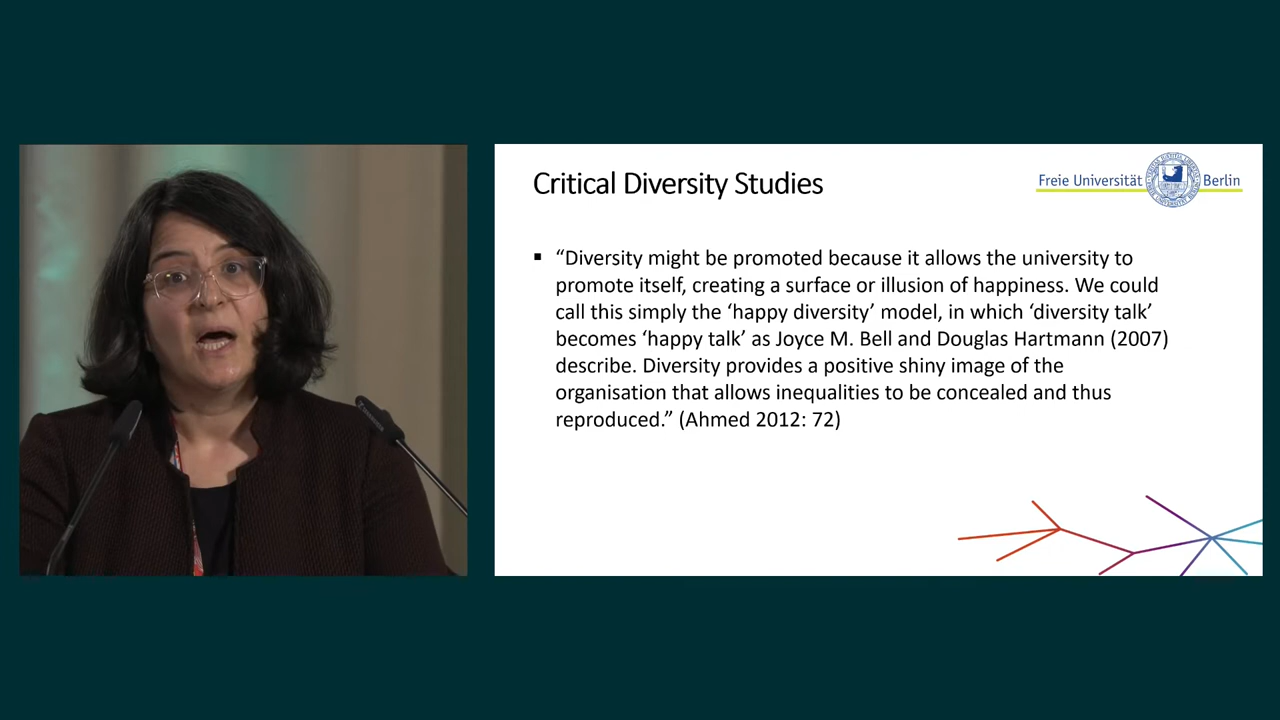 Critical Diversity Studies
Freie Universität Berlin
▪ “Diversity might be promoted because it allows the university to
promote itself, creating a surface or illusion of happiness. We could
call this simply the ‘happy diversity’ model, in which ‘diversity talk’
becomes ‘happy talk’ as Joyce M. Bell and Douglas Hartmann (2007)
describe. Diversity provides a positive shiny image of the
organisation that allows inequalities to be concealed and thus
reproduced.” (Ahmed 2012: 72)